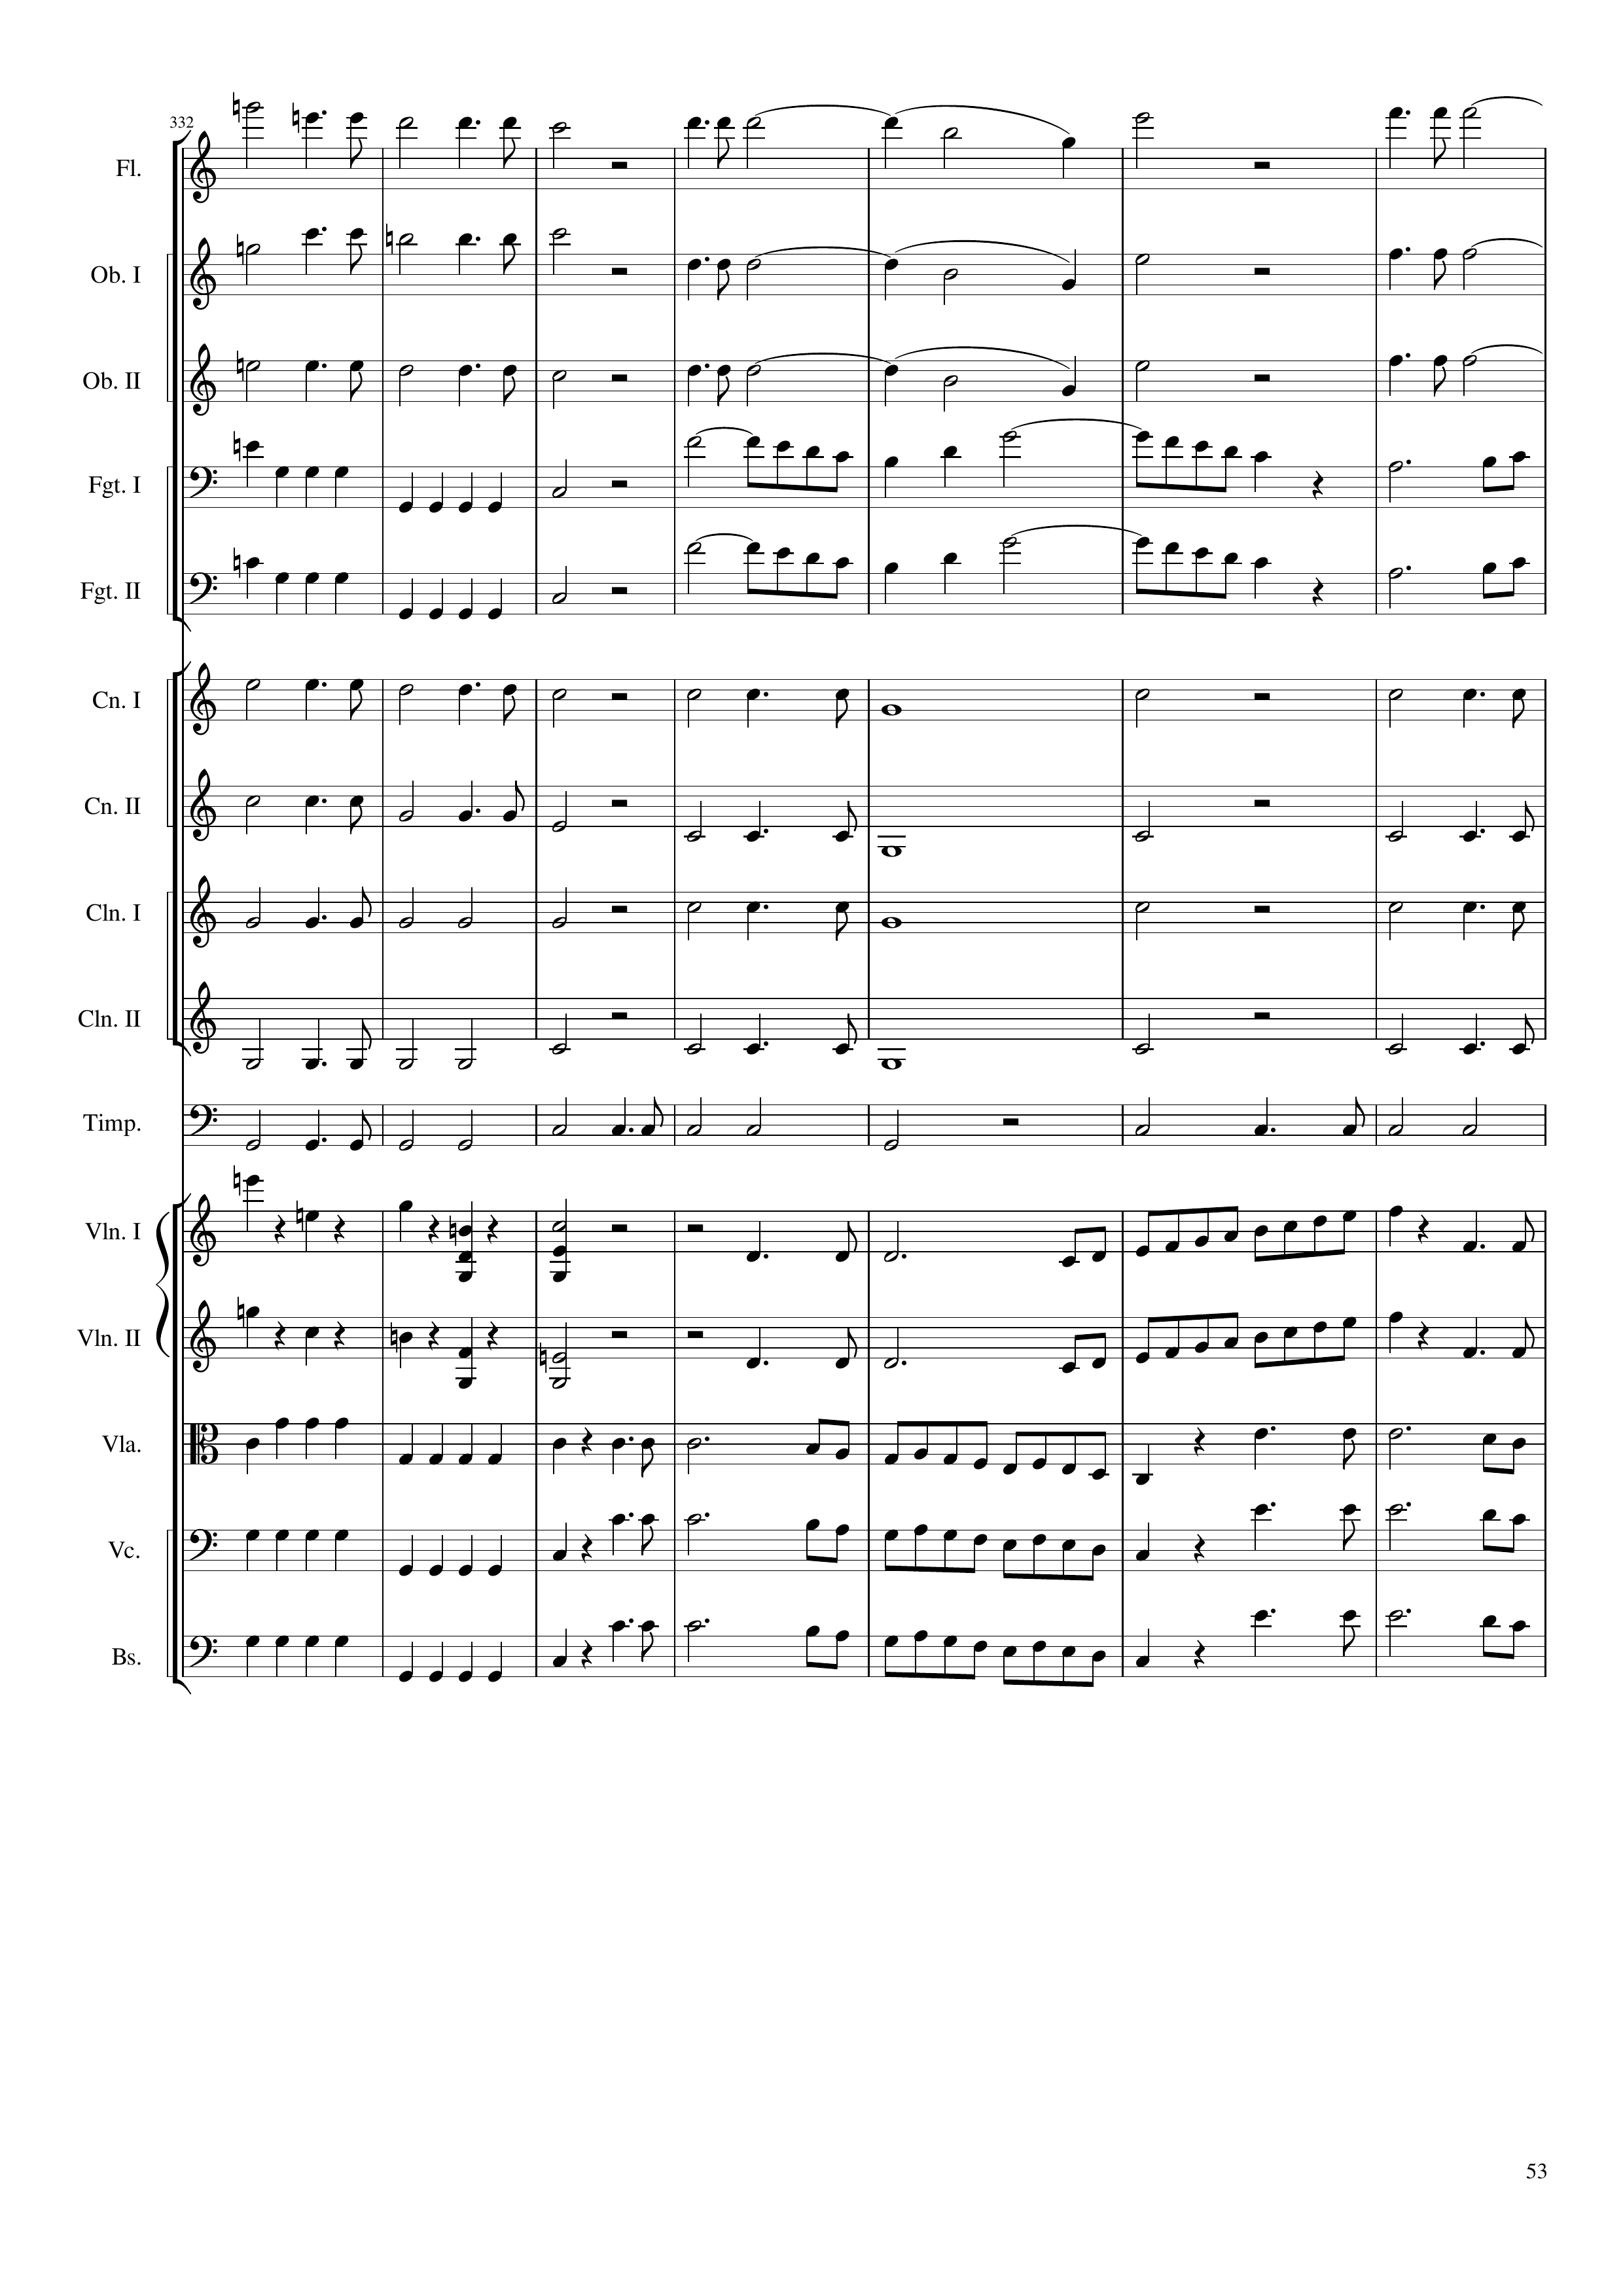 332
Fl.
Ob. I
Ob. II
Fgt. I
Fgt. II
Cn. I
Cn. II
Cln. I
Cln. II
Timp.
Vln. I
Vln. II
Vla.
Vc.
Bs.
53